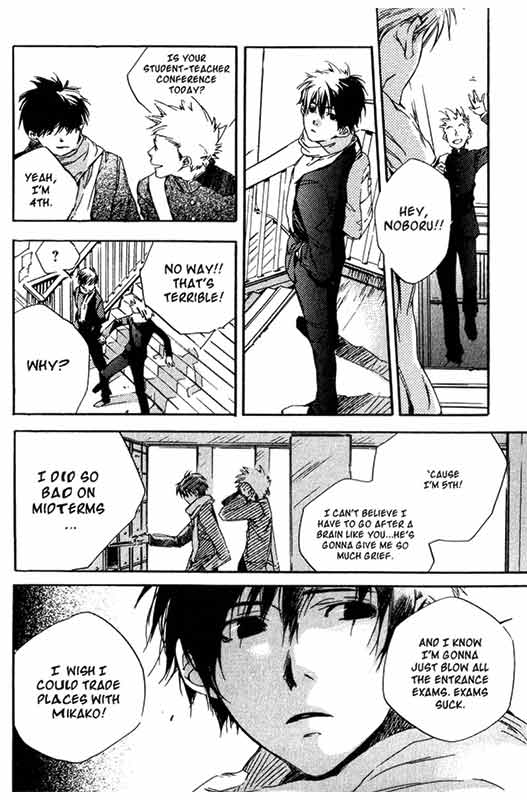 HEY,
NOBORU!!
IS YOUR
STUDENT-TEACHER
CONFERENCE
TODAY?
YEAH,
I'M
4TH.
NO WAY!!
THAT'S
TERRIBLE!
?
WHY?
'CAUSE
I'M 5TH!
I CAN'T BELIEVE I
HAVE TO GO AFTER A
BRAIN LIKE YOU...HE'S
GONNA GIVE ME SO
MUCH GRIEF.
I DID SO
BAD ON
MIDTERMS
...
AND I KNOW
I'M GONNA
JUST BLOW ALL
THE ENTRANCE
EXAMS. EXAMS
SUCK.
I WISH I
COULD TRADE
PLACES WITH
MIKAKO!